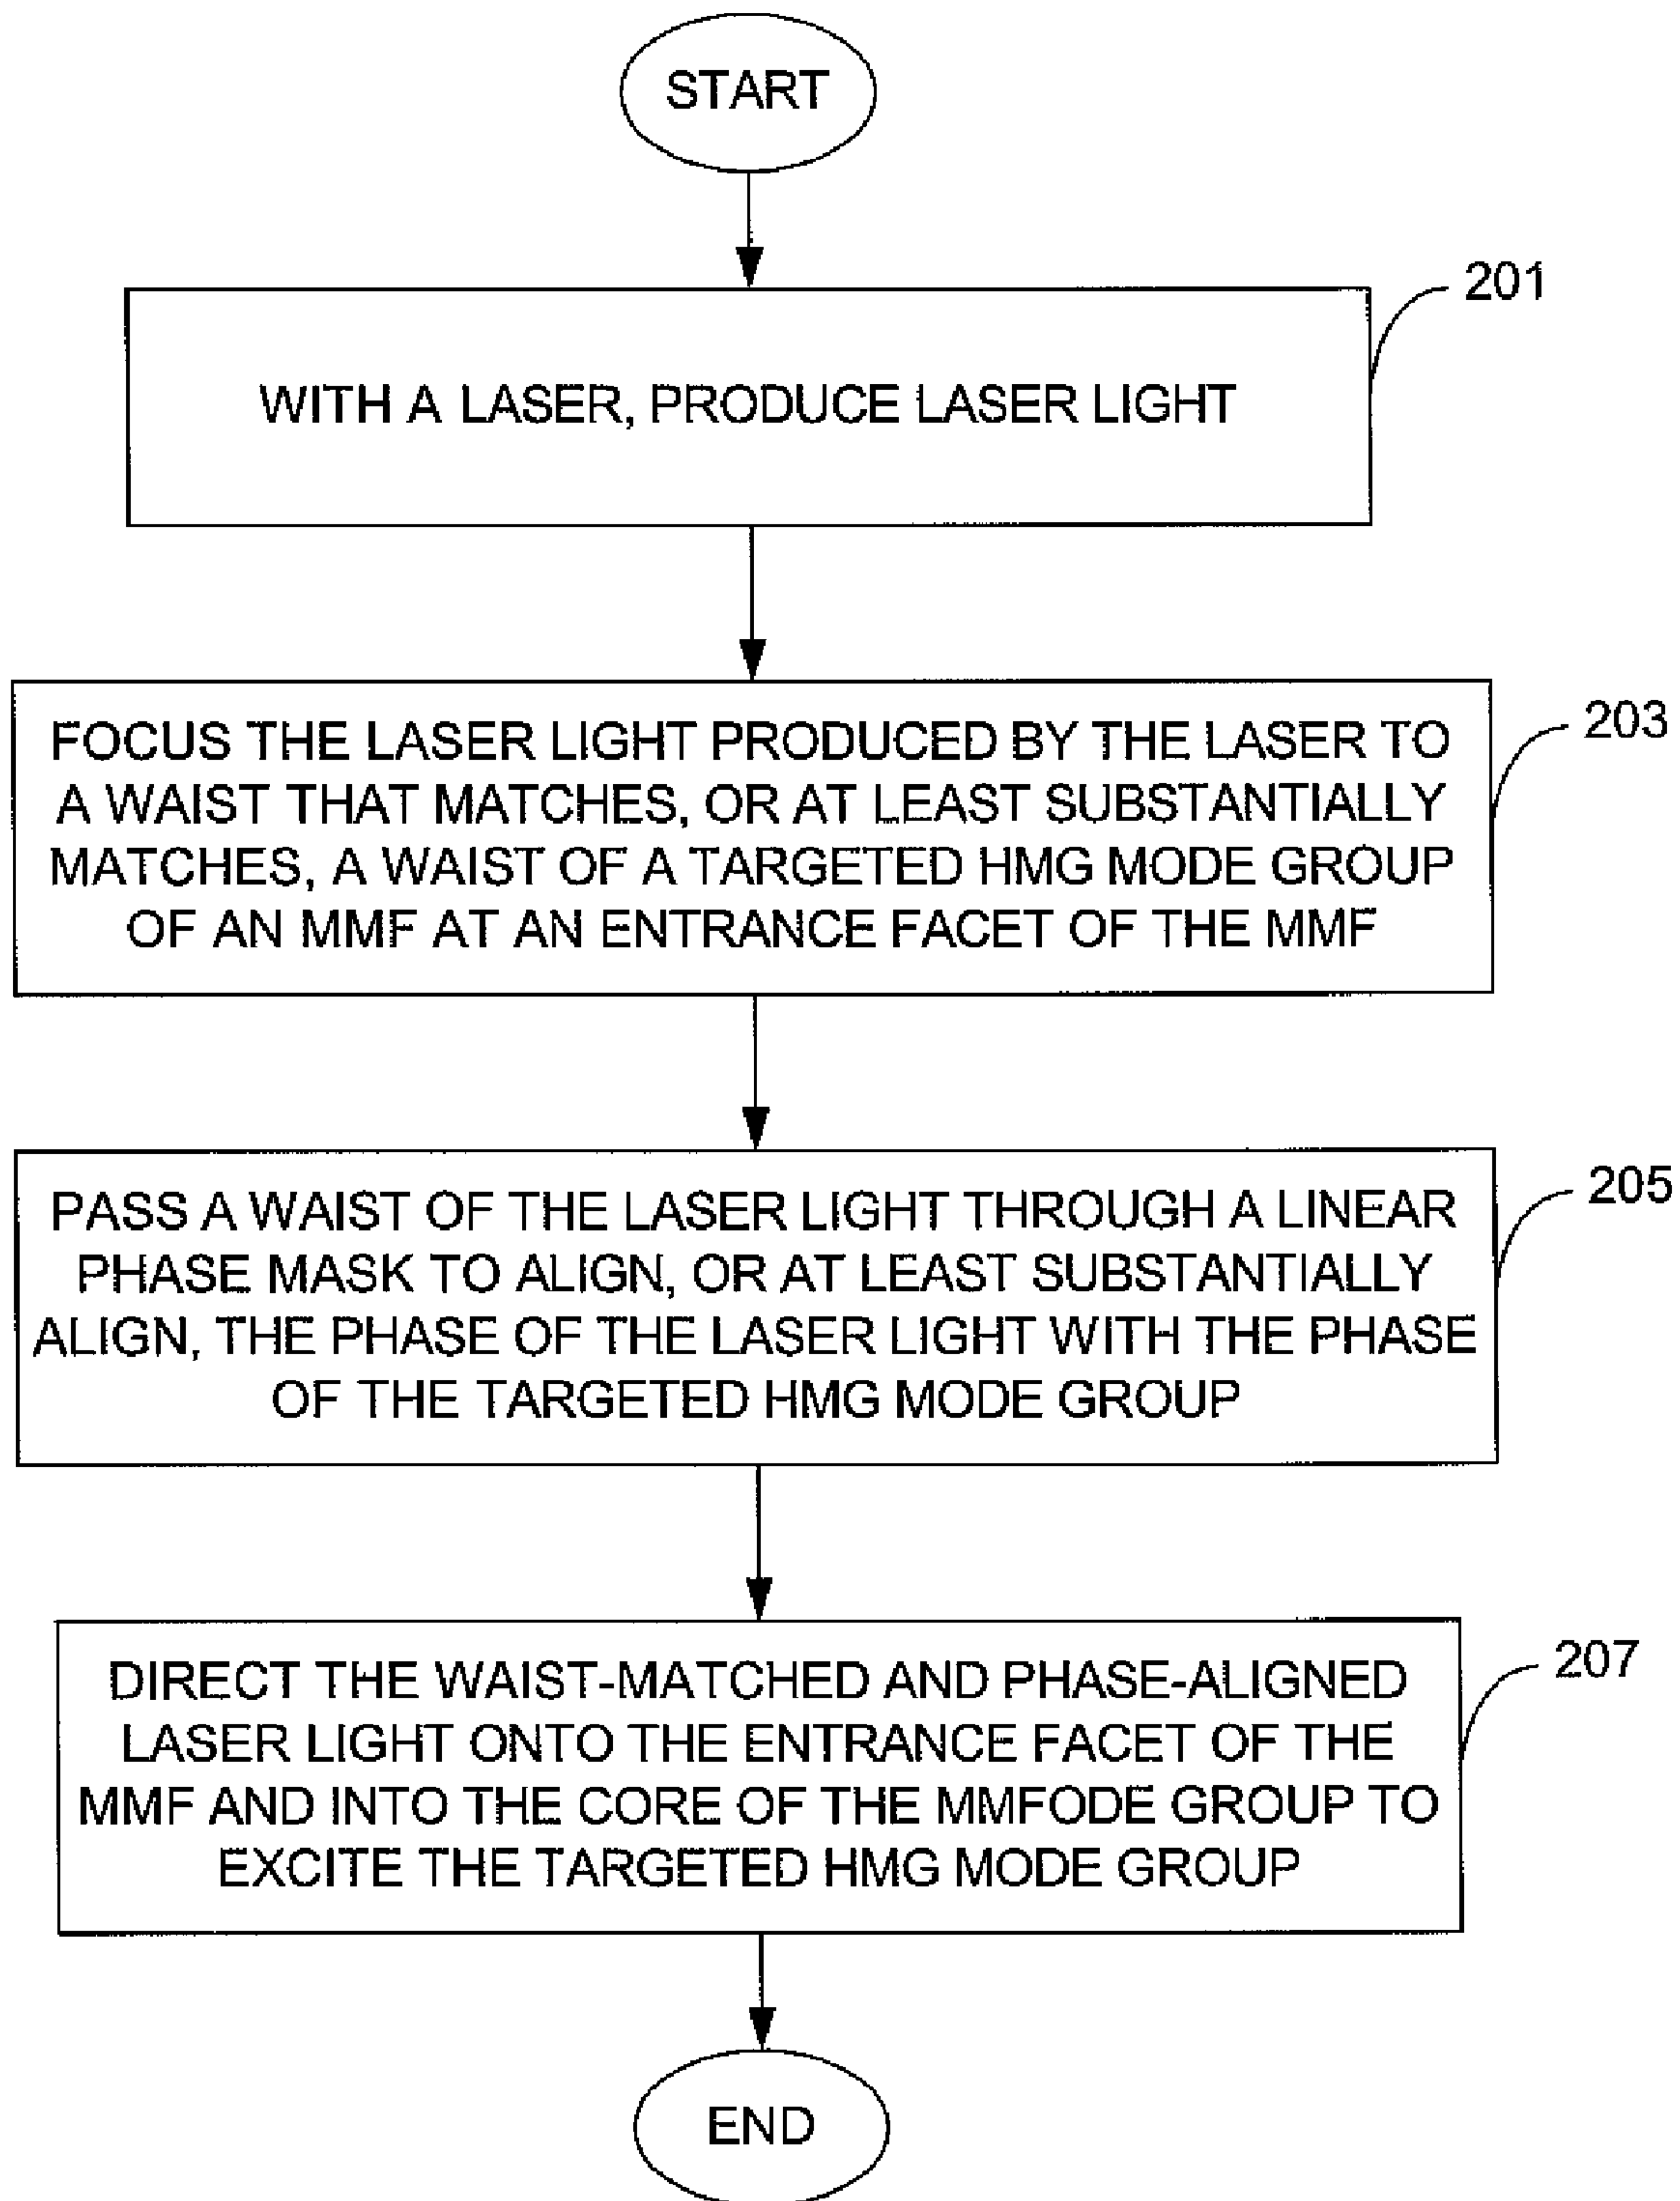 START
201
WITH A LASER, PRODUCE LASER LIGHT
203
FOCUS THE LASER LIGHT PRODUCED BY THE LASER TO
A WAIST THAT MATCHES, OR AT LEAST SUBSTANTIALLY
MATCHES, A WAIST OF A TARGETED HMG MODE GROUP
OF AN MMF AT AN ENTRANCE FACET OF THE MMF
205
PASS A WAIST OF THE LASER LIGHT THROUGH A LINEAR
PHASE MASK TO ALIGN, OR AT LEAST SUBSTANTIALLY
ALIGN, THE PHASE OF THE LASER LIGHT WITH THE PHASE
OF THE TARGETED HMG MODE GROUP
207
DIRECT THE WAIST-MATCHED AND PHASE-ALIGNED
LASER LIGHT ONTO THE ENTRANCE FACET OF THE
MMF AND INTO THE CORE OF THE MMFODE GROUP TO
EXCITE THE TARGETED HMG MODE GROUP
END